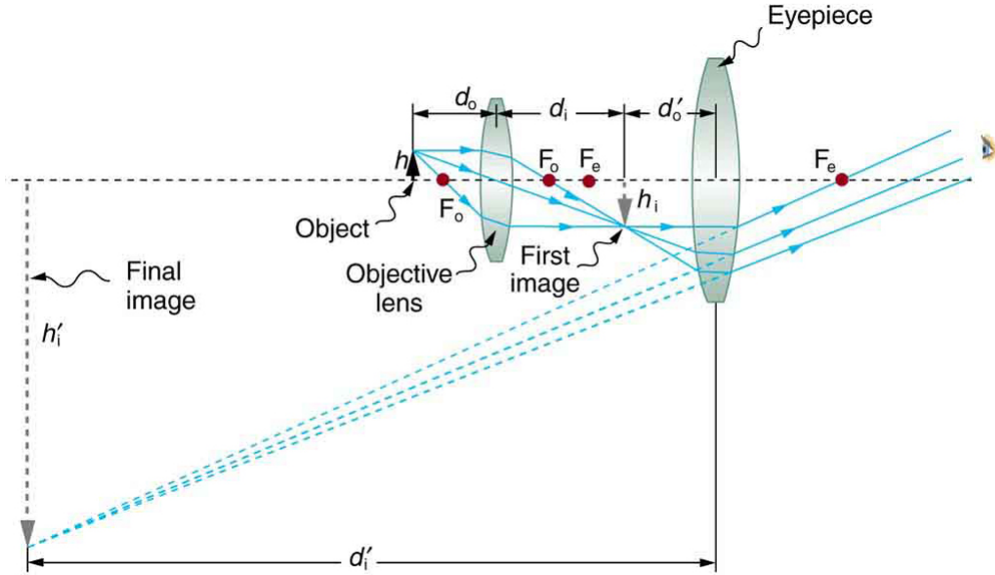 Eyepiece
dₒ
dᵢ
d′ₒ
h
Fₒ
Fₑ
Fₑ
Fₒ
hᵢ
Object
Objective
lens
First
image
Final
image
h′ᵢ
d′ᵢ